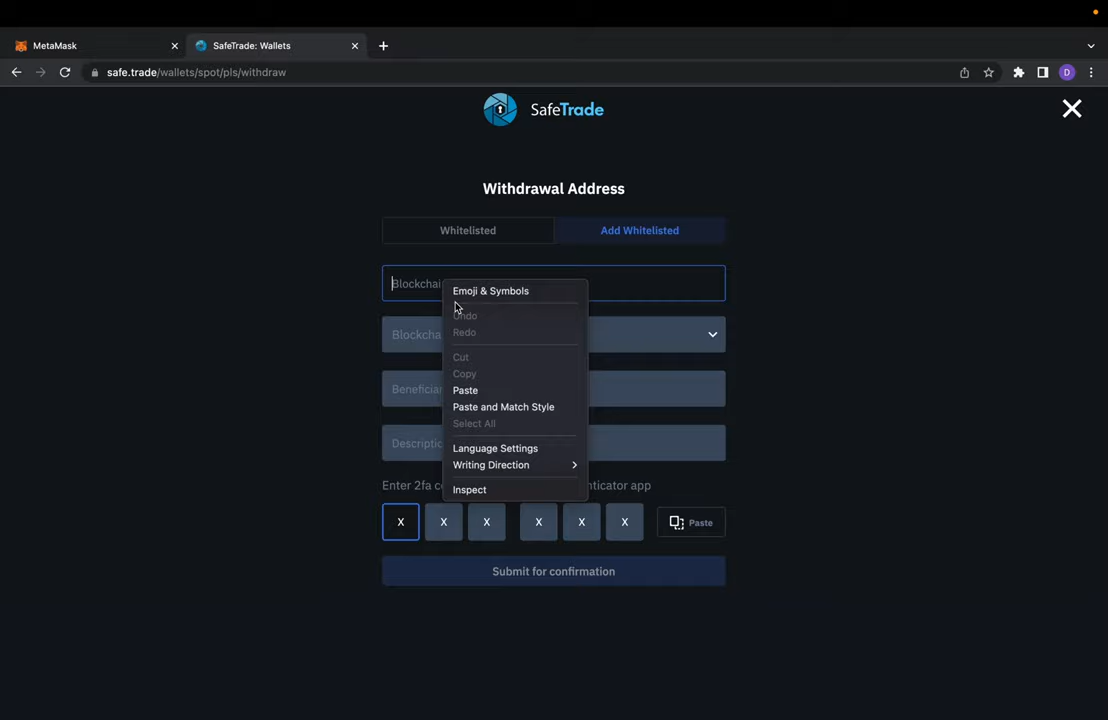 MetaMask
SafeTrade: Wallets
safe.trade/wallets/spot/pls/withdraw
D
SafeTrade
Withdrawal Address
Whitelisted
Add Whitelisted
Blockchai
Emoji & Symbols
Undo
Redo
Cut
Copy
Paste
Paste and Match Style
Select All
Language Settings
Writing Direction
Inspect
Blockcha
Beneficiar
Descriptic
Enter 2fa c
nticator app
X X X X X X
Paste
Submit for confirmation